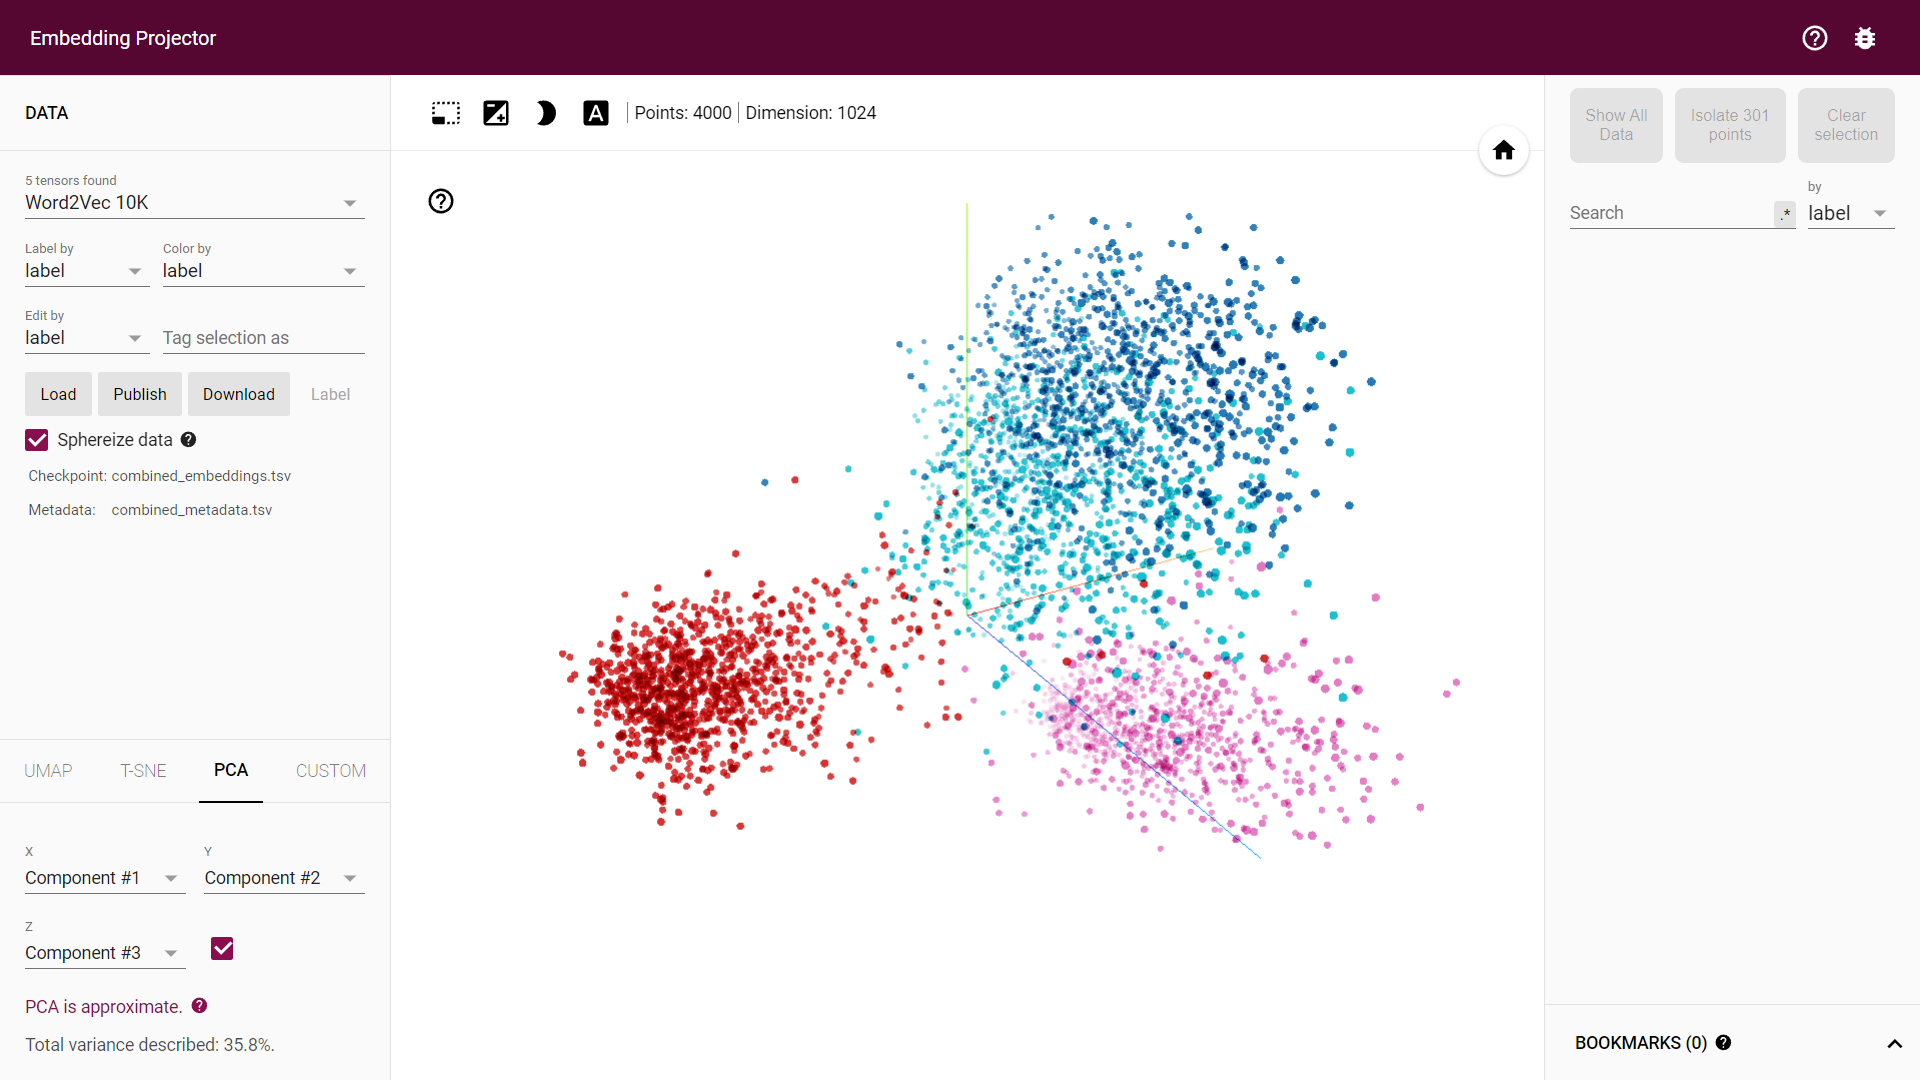 Embedding Projector
DATA
5 tensors found
Word2Vec 10K
Label by
label
Color by
label
Edit by
label
Tag selection as
Load
Publish
Download
Label
Sphereize data
Checkpoint: combined_embeddings.tsv
Metadata: combined_metadata.tsv
UMAP
T-SNE
PCA
CUSTOM
X
Component #1
Y
Component #2
Z
Component #3
PCA is approximate.
Total variance described: 35.8%.
A
Points: 4000
Dimension: 1024
Show All
Data
Isolate 301
points
Clear
selection
Search
.*
by
label
BOOKMARKS (0)